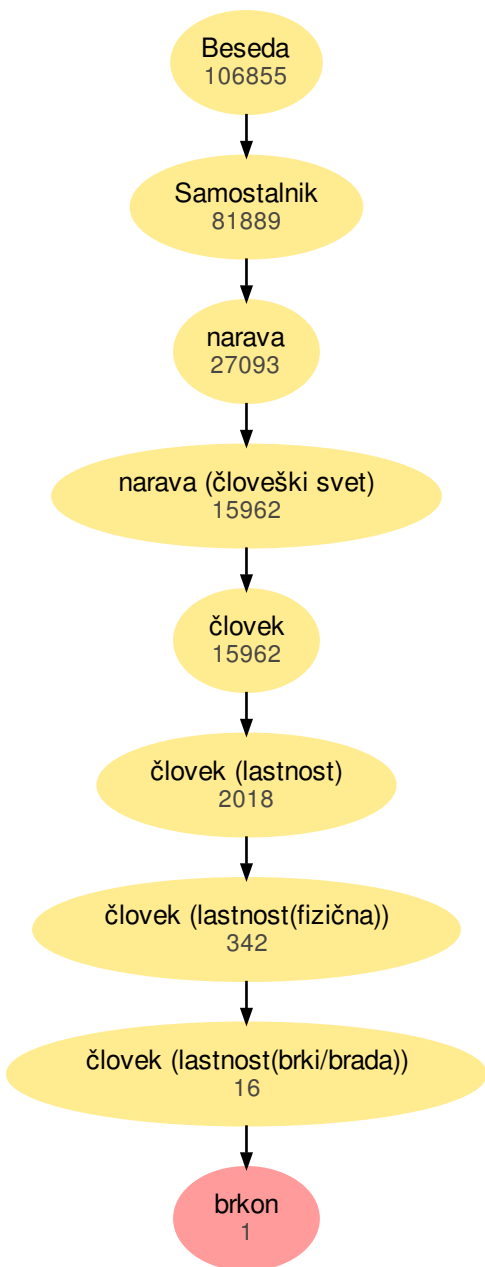 Beseda
106855
Samostalnik
81889
narava
27093
narava (človeški svet)
15962
človek
15962
človek (lastnost)
2018
človek (lastnost(fizična))
342
človek (lastnost(brki/brada))
16
brkon
1